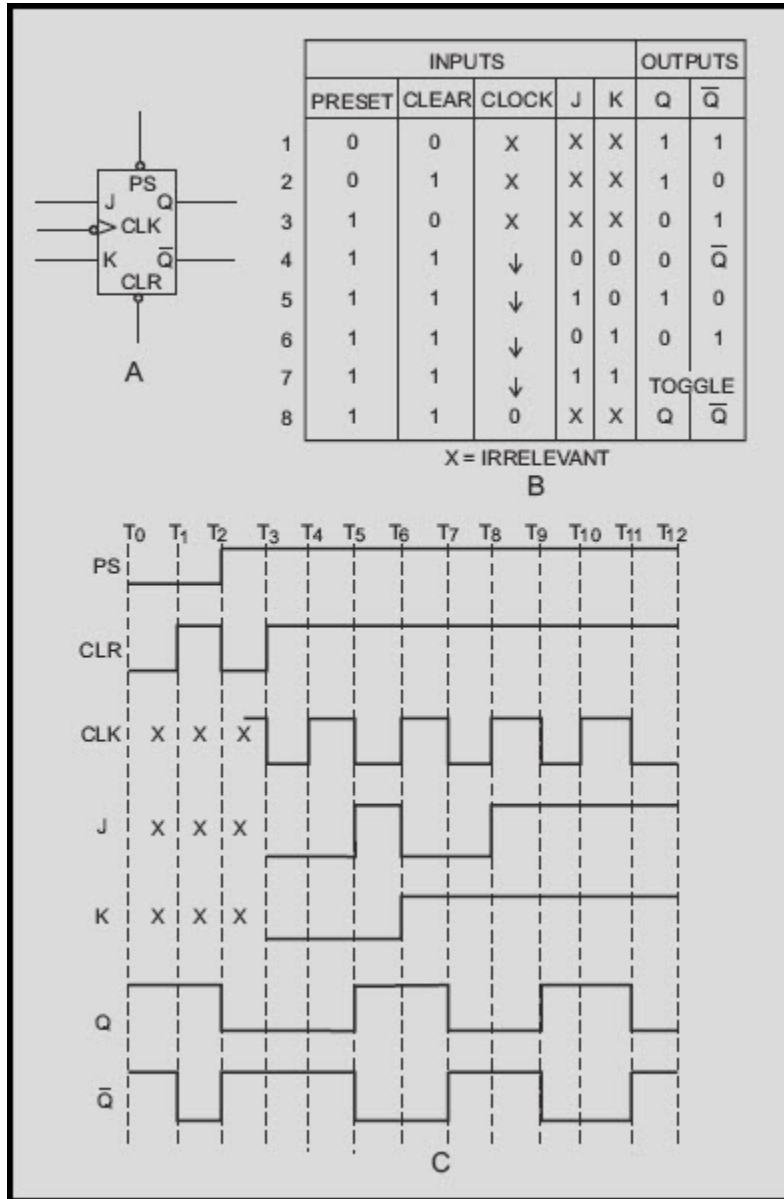 INPUTS OUTPUTS
PRESET CLEAR CLOCK J K Q Q̅
1 0 0 X X X 1 1
2 0 1 X X X 1 0
3 1 0 X X X 0 1
4 1 1 ↓ 0 0 0 Q̅
5 1 1 ↓ 1 0 1 0
6 1 1 ↓ 0 1 0 1
7 1 1 ↓ 1 1 TOGGLE
8 1 1 0 X X Q Q̅
X = IRRELEVANT
B
PS
J Q
CLK
K Q̅
CLR
A
T0 T1 T2 T3 T4 T5 T6 T7 T8 T9 T10 T11 T12
PS
CLR
CLK X X X
J X X X
K X X X
Q
Q̅
C